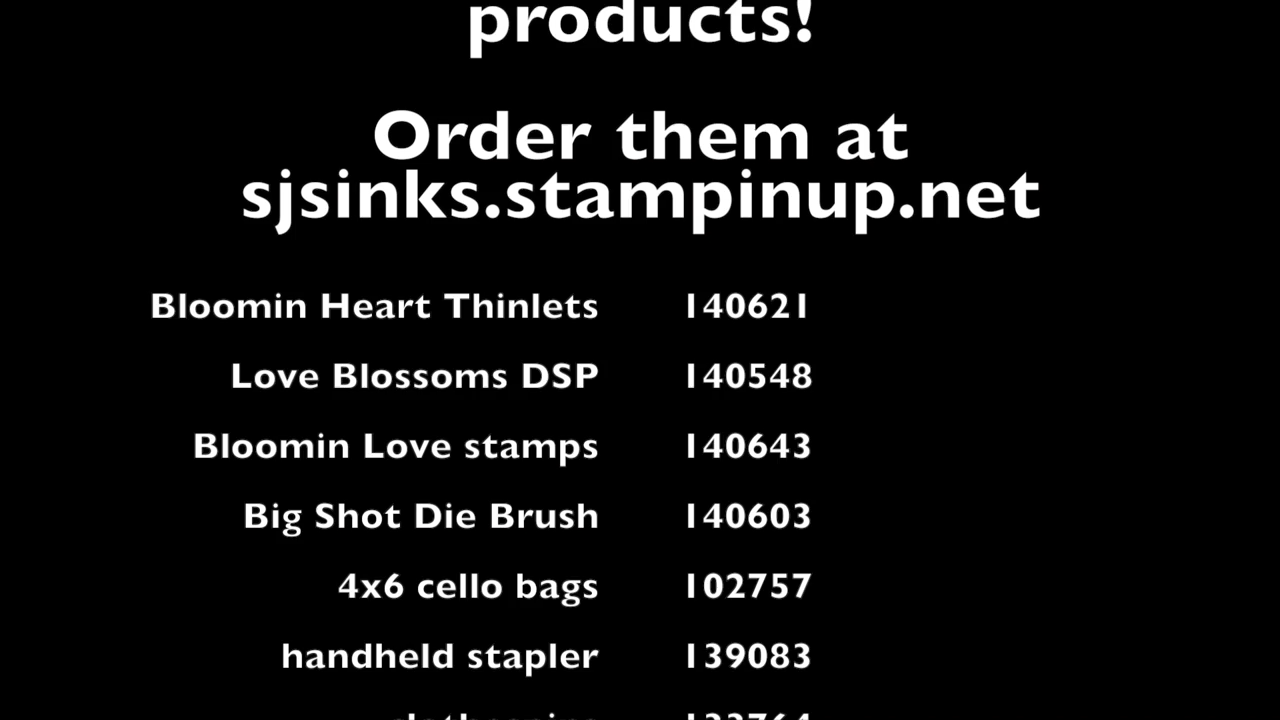 products!
Order them at
sjsinks.stampinup.net
Bloomin Heart Thinlets 140621
Love Blossoms DSP 140548
Bloomin Love stamps 140643
Big Shot Die Brush 140603
4x6 cello bags 102757
handheld stapler 139083